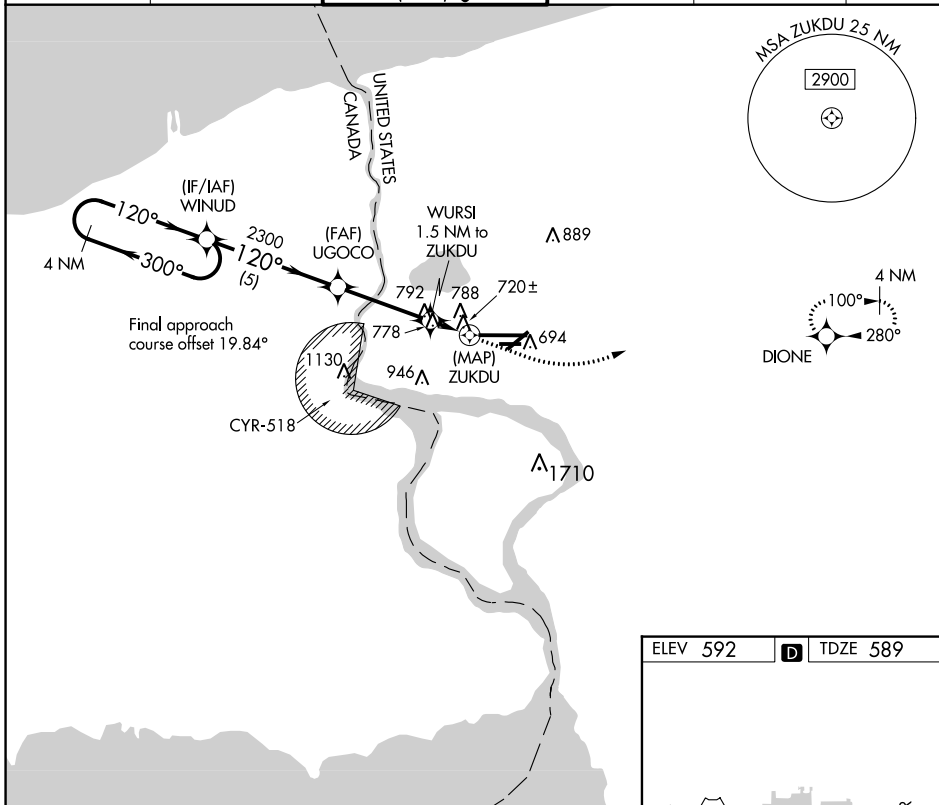 MSA ZUKDU 25 NM
2900
UNITED STATES
CANADA
(IF/IAF)
WINUD
120°
300°
4 NM
2300
120°
(5)
(FAF)
UGOCO
WURSI
1.5 NM to
ZUKDU
889
792
788
720±
778
694
(MAP)
ZUKDU
Final approach
course offset 19.84°
1130
946
CYR-518
1710
4 NM
100°
280°
DIONE
ELEV 592
D
TDZE 589